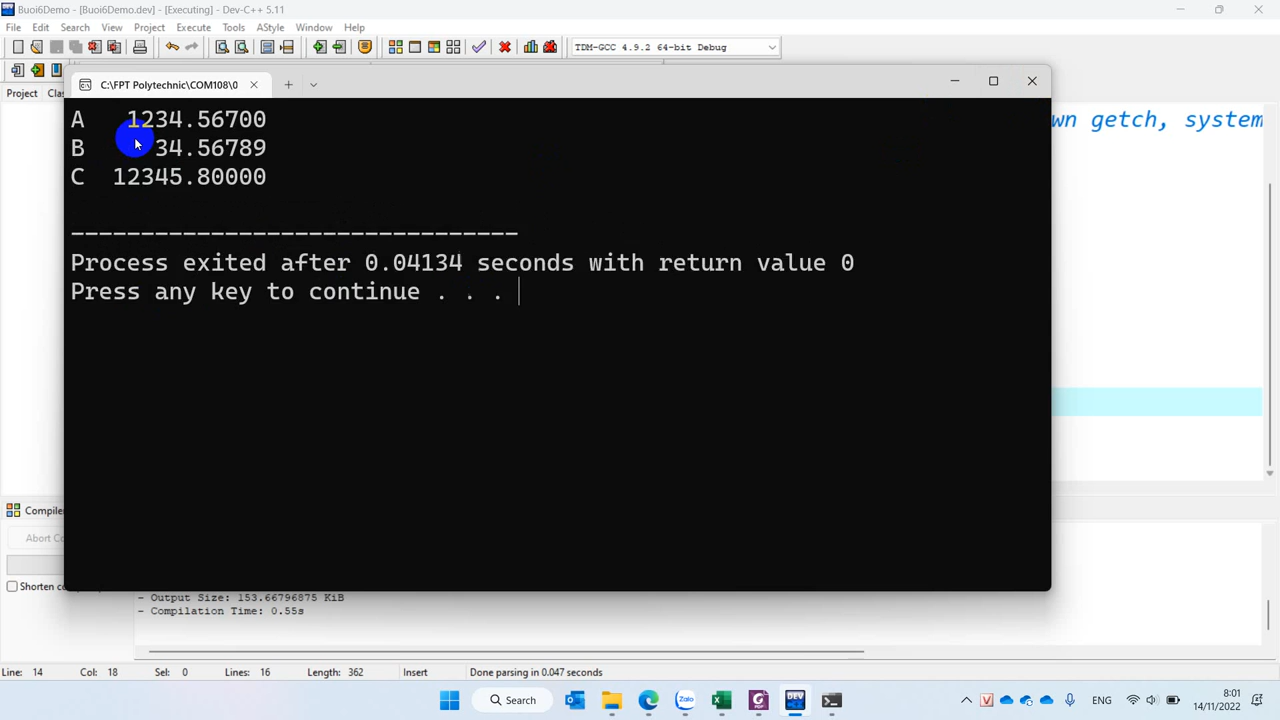 Buoi6Demo - [Buoi6Demo.dev] - [Executing] - Dev-C++ 5.11
File Edit Search View Project Execute Tools AStyle Window Help
TDM-GCC 4.9.2 64-bit Debug
C:\FPT Polytechnic\COM108\0
Project
wn getch, system
A 1234.56700
B 34.56789
C 12345.80000
--------------------------------
Process exited after 0.04134 seconds with return value 0
Press any key to continue . . .
Compiler
Abort
Shorten
- Output Size: 153.66796875 KiB
- Compilation Time: 0.55s
Line: 14 Col: 18 Sel: 0 Lines: 16 Length: 362 Insert Done parsing in 0.047 seconds
Search ENG 8:01
14/11/2022